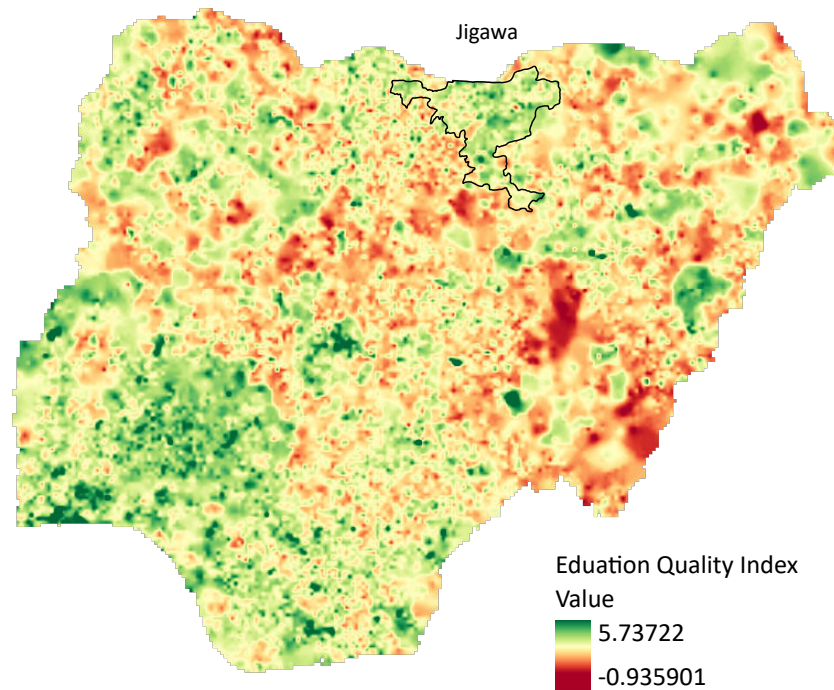 Jigawa
Eduation Quality Index
Value
5.73722
-0.935901